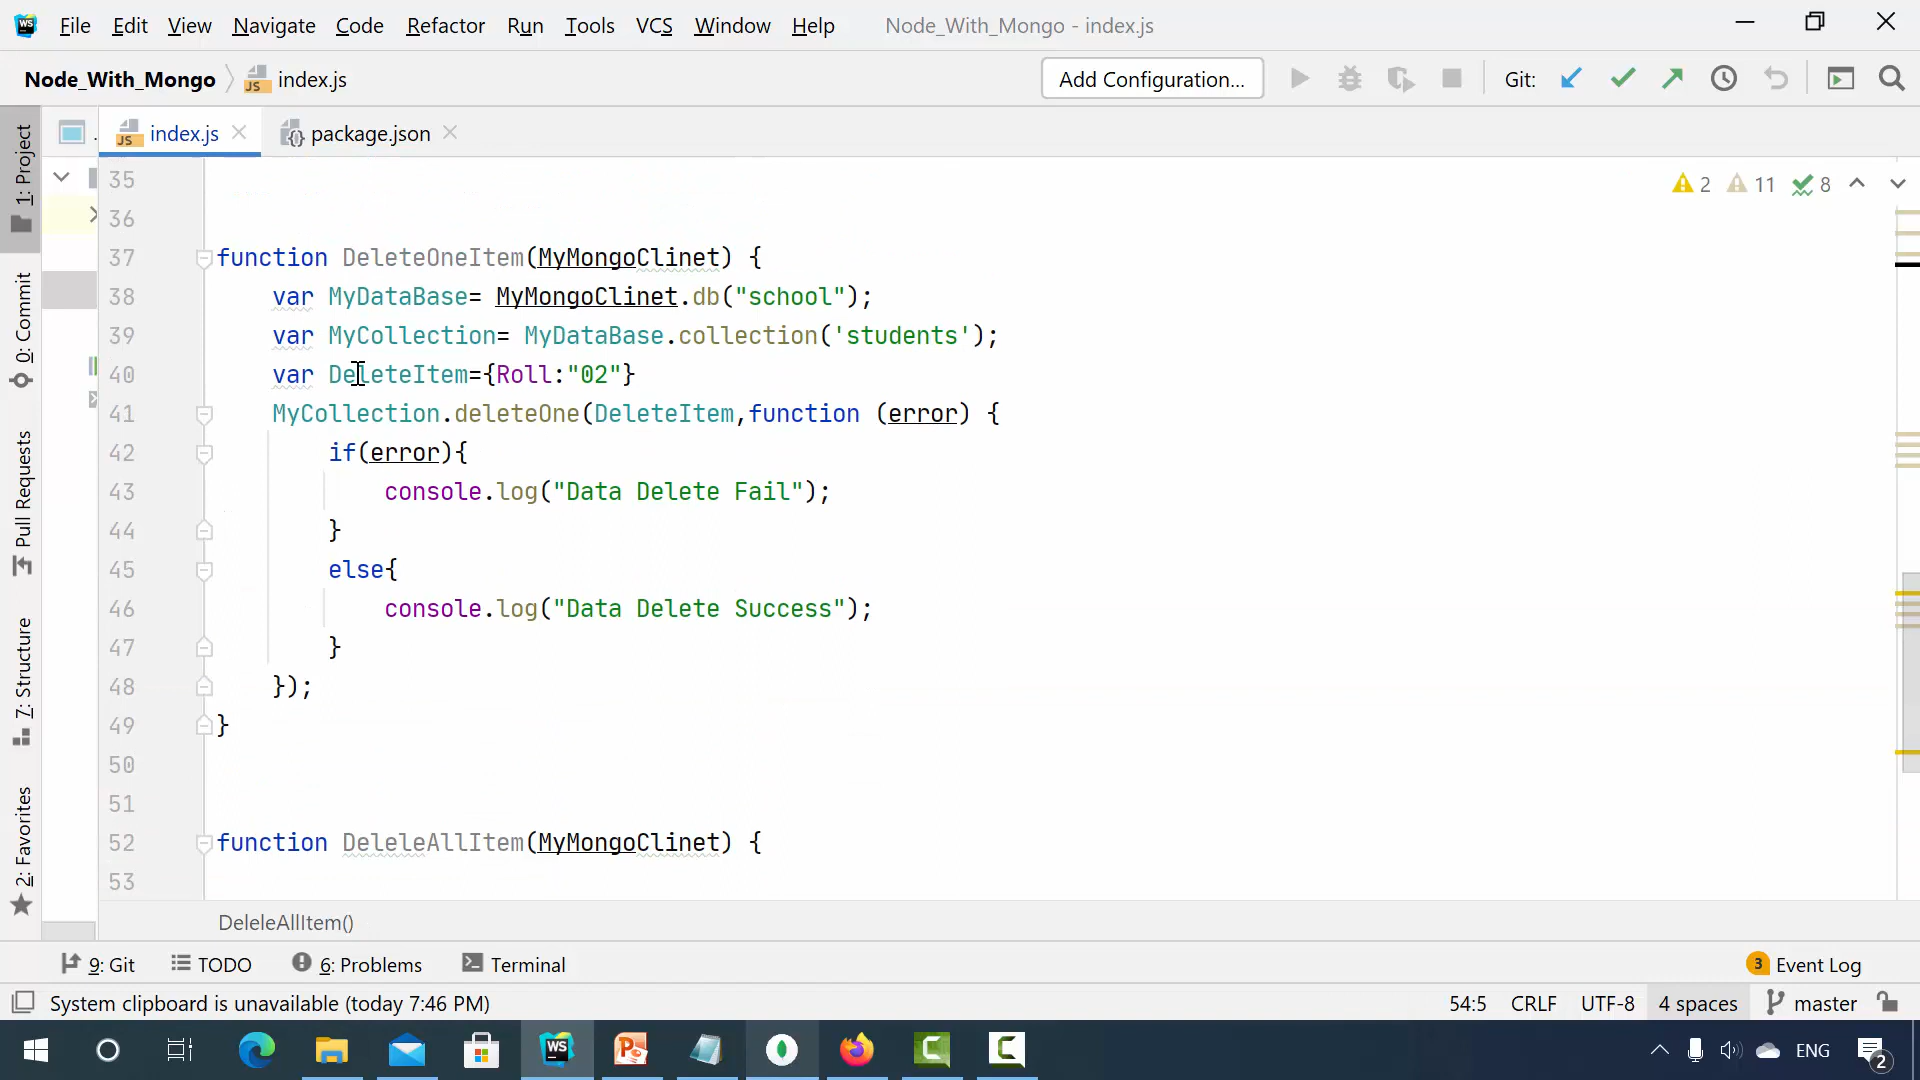 File Edit View Navigate Code Refactor Run Tools VCS Window Help Node_With_Mongo - index.js
Node_With_Mongo index.js Add Configuration... Git:
index.js package.json
1: Project
0: Commit
Pull Requests
7: Structure
2: Favorites
2 11 8
35
36
37 function DeleteOneItem(MyMongoClinet) {
38 var MyDataBase= MyMongoClinet.db("school");
39 var MyCollection= MyDataBase.collection('students');
40 var DeleteItem={Roll:"02"}
41 MyCollection.deleteOne(DeleteItem,function (error) {
42 if(error){
43 console.log("Data Delete Fail");
44 }
45 else{
46 console.log("Data Delete Success");
47 }
48 });
49 }
50
51
52 function DeleleAllItem(MyMongoClinet) {
53
DeleleAllItem()
9: Git TODO 6: Problems Terminal 3 Event Log
System clipboard is unavailable (today 7:46 PM) 54:5 CRLF UTF-8 4 spaces master
ENG 2